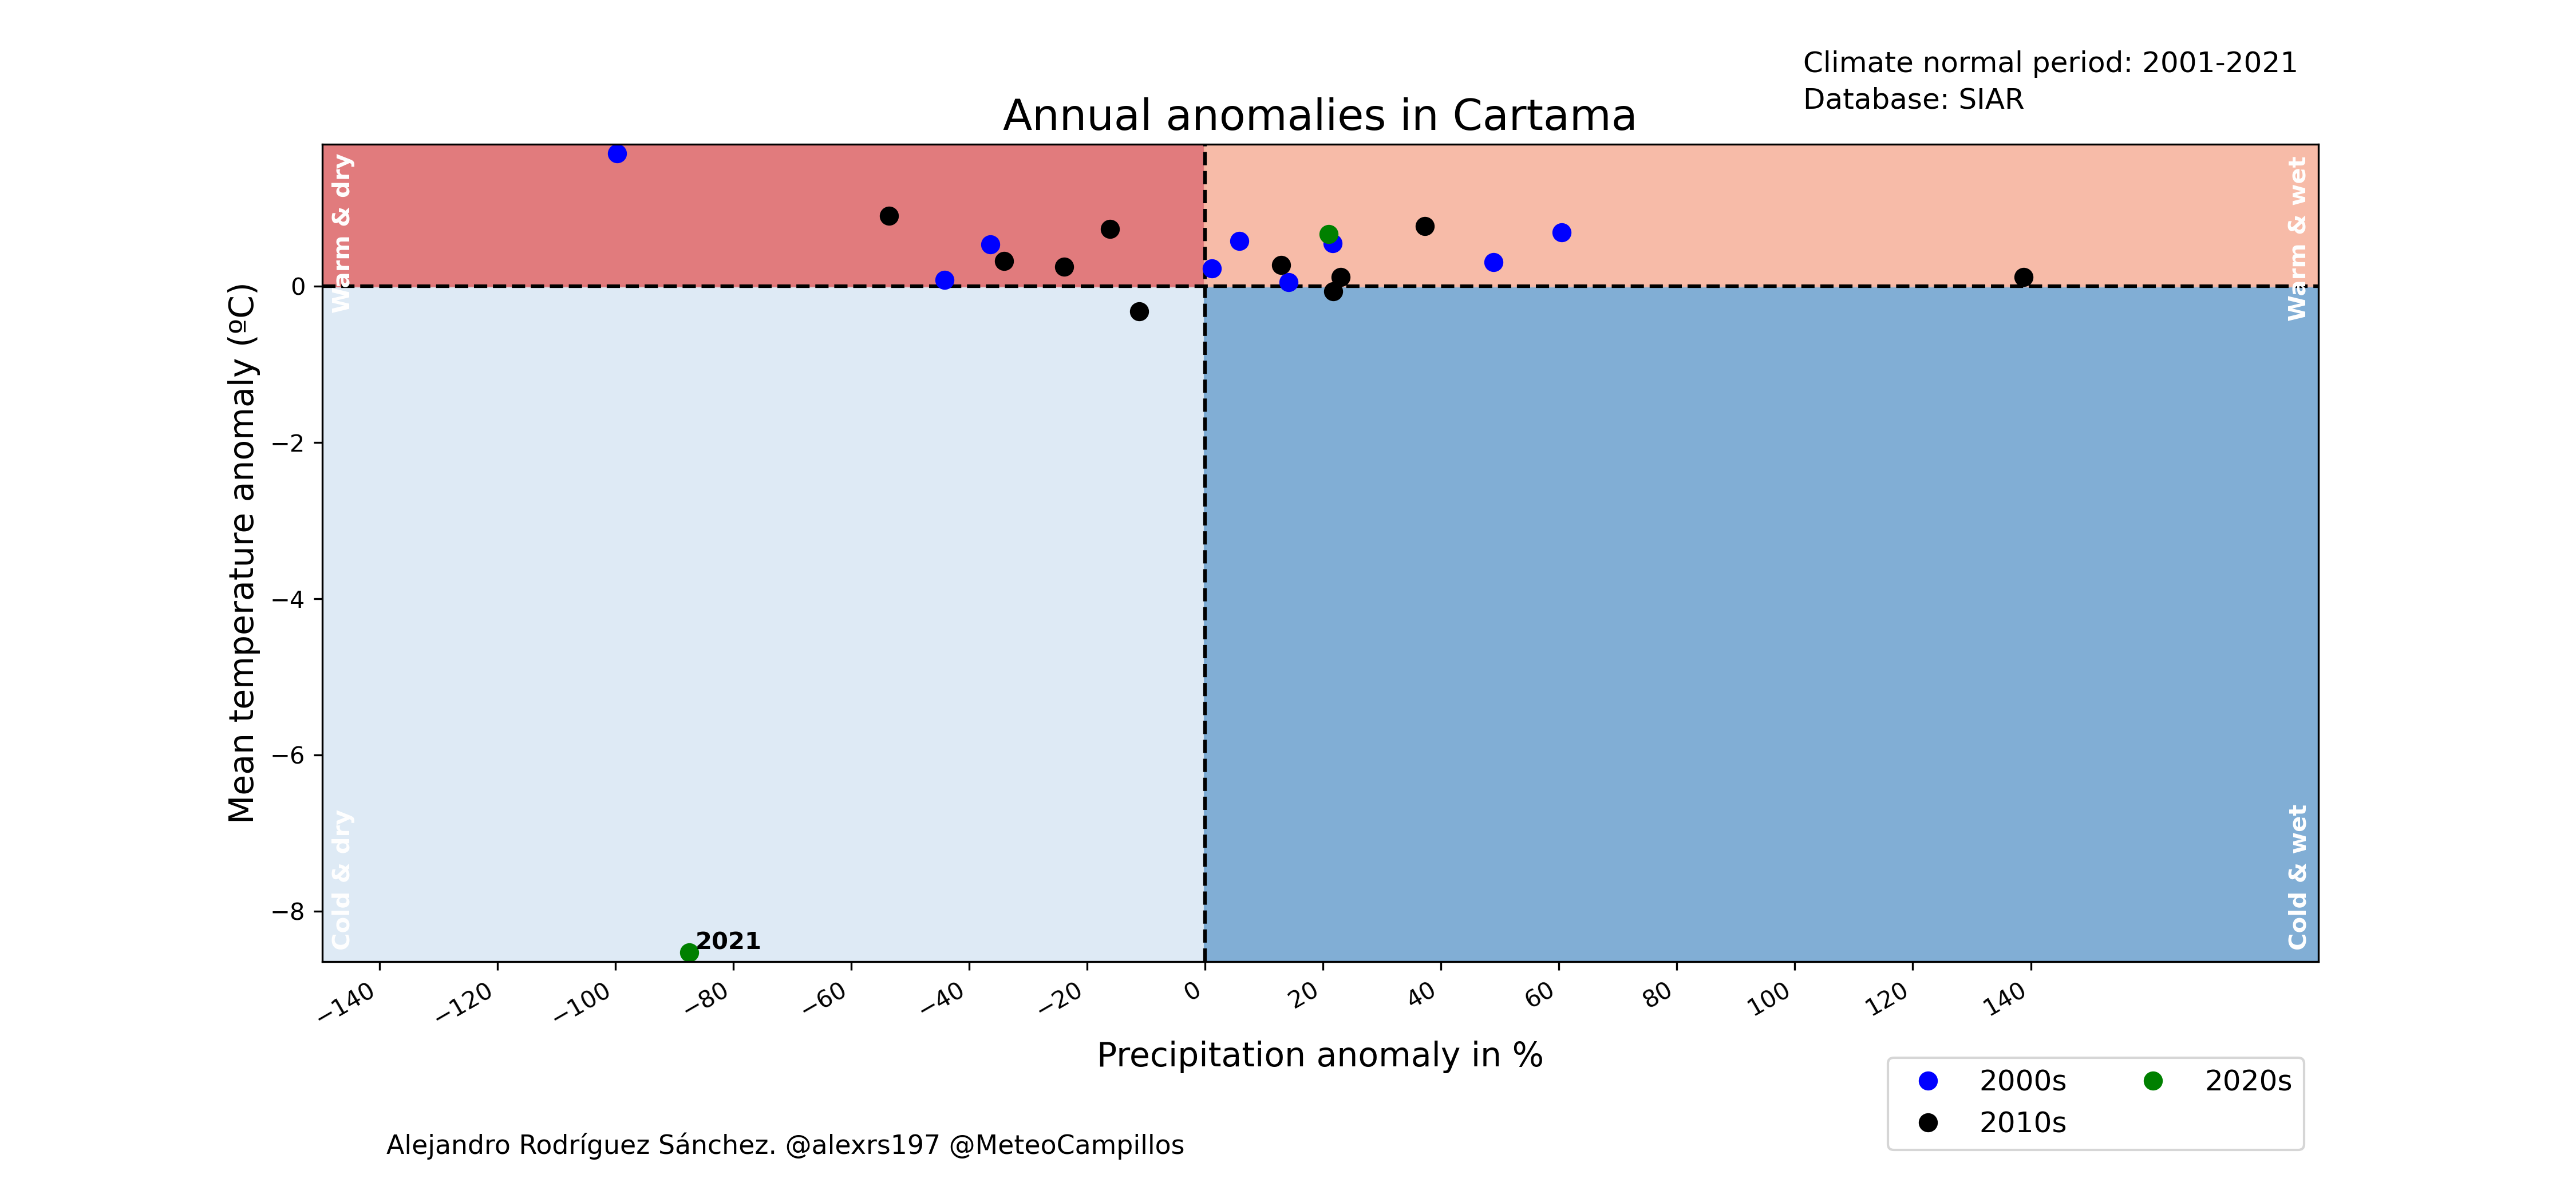 Climate normal period: 2001-2021
Database: SIAR
Annual anomalies in Cartama
Warm & dry
Warm & wet
Mean temperature anomaly (ºC)
0
−2
−4
−6
−8
Cold & dry
Cold & wet
2021
−140
−120
−100
−80
−60
−40
−20
0
20
40
60
80
100
120
140
Precipitation anomaly in %
2000s
2010s
2020s
Alejandro Rodríguez Sánchez. @alexrs197 @MeteoCampillos